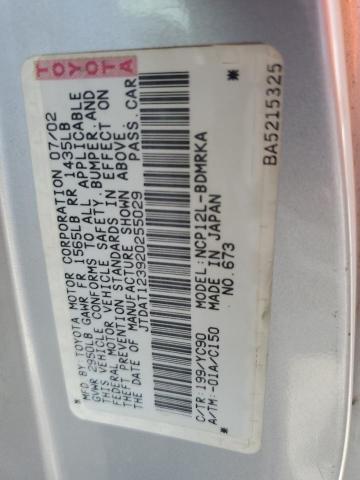 TOYOTA
TOYOTA
* MFD.BY:TOYOTA MOTOR CORPORATION 07/02
GVWR 2950LB GAWR FR 1565LB RR 1435LB
THIS VEHICLE CONFORMS TO ALL APPLICABLE
FEDERAL MOTOR VEHICLE SAFETY,BUMPER,AND
THEFT PREVENTION STANDARDS IN EFFECT ON
THE DATE OF MANUFACTURE SHOWN ABOVE.
JTDAT123920255029 PASS.CAR
*
C/TR:199/YC90 MODEL:NCP12L-BDMRKA
A/TM:-01A/C150 MADE IN JAPAN
NO.673
BA5215325